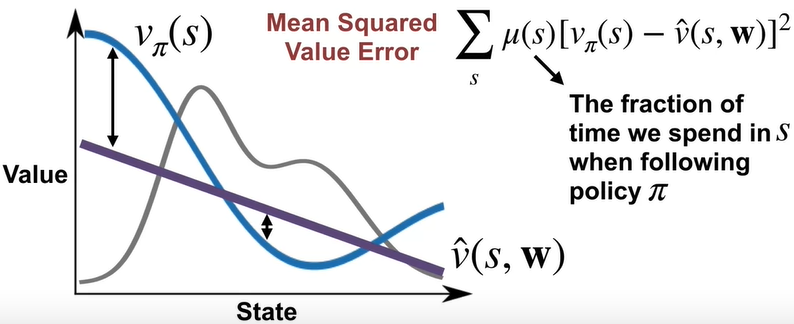 vπ(s)
Mean Squared
Value Error
∑s μ(s)[vπ(s) − v̂(s, w)]²
The fraction of
time we spend in S
when following
policy π
Value
v̂(s, w)
State